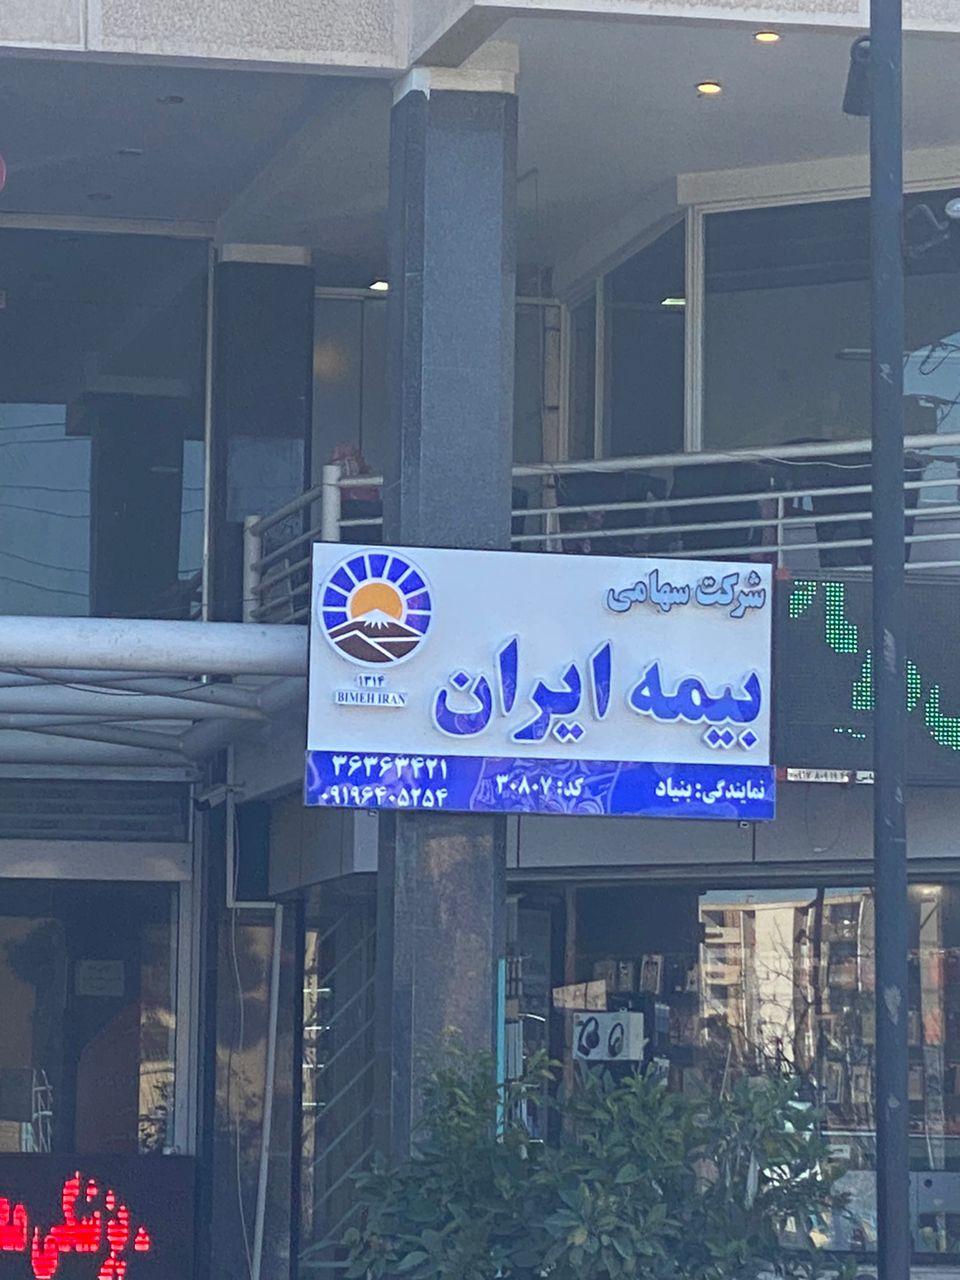 شرکت سهامی
بیمه ایران
۱۳۱۴
BIMEH IRAN
نمایندگی: بنیاد
کد: ۳۰۸۰۷
۳۶۳۶۳۴۲۱
۰۹۱۹۶۴۰۵۲۵۴